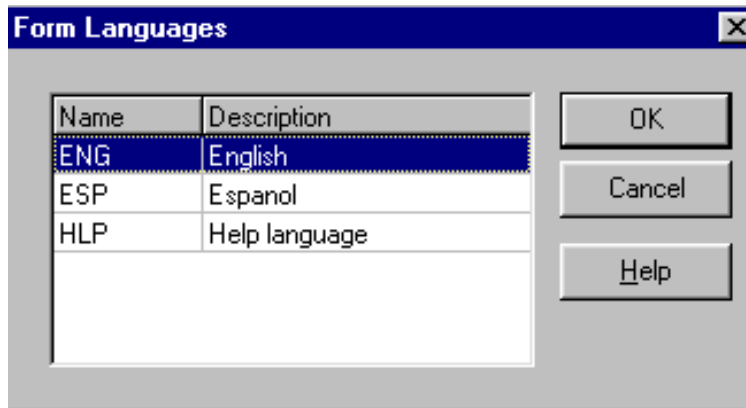 Form Languages
Name Description
ENG English
ESP Espanol
HLP Help language
OK
Cancel
Help